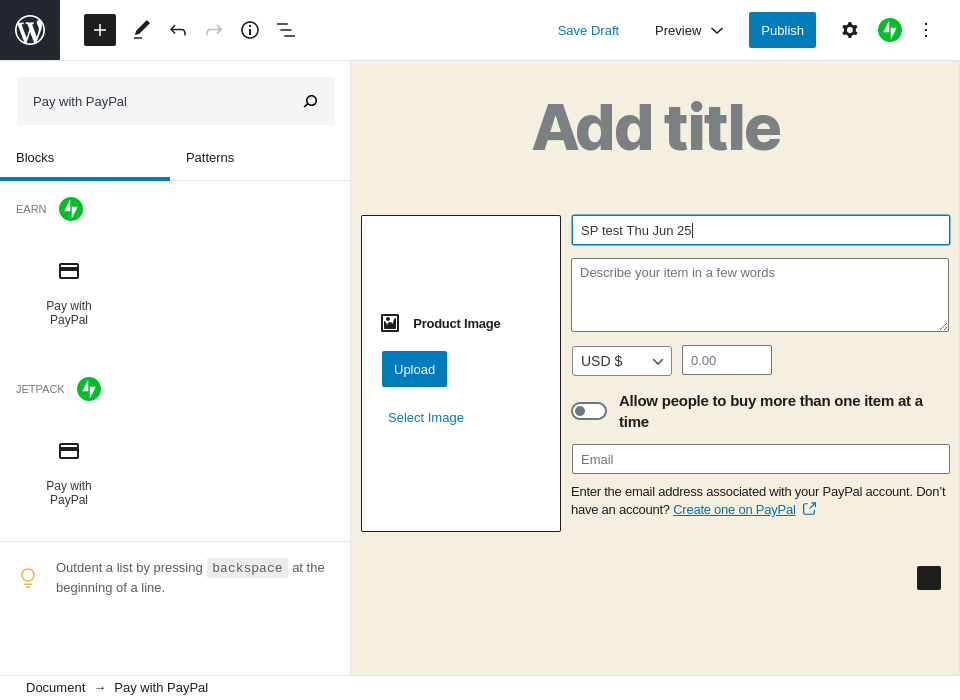 Save Draft
Preview
Publish
Pay with PayPal
Blocks
Patterns
EARN
Pay with
PayPal
JETPACK
Pay with
PayPal
Outdent a list by pressing backspace at the
beginning of a line.
Add title
Product Image
Upload
Select Image
SP test Thu Jun 25
Describe your item in a few words
USD $
0.00
Allow people to buy more than one item at a
time
Email
Enter the email address associated with your PayPal account. Don’t
have an account? Create one on PayPal
Document → Pay with PayPal